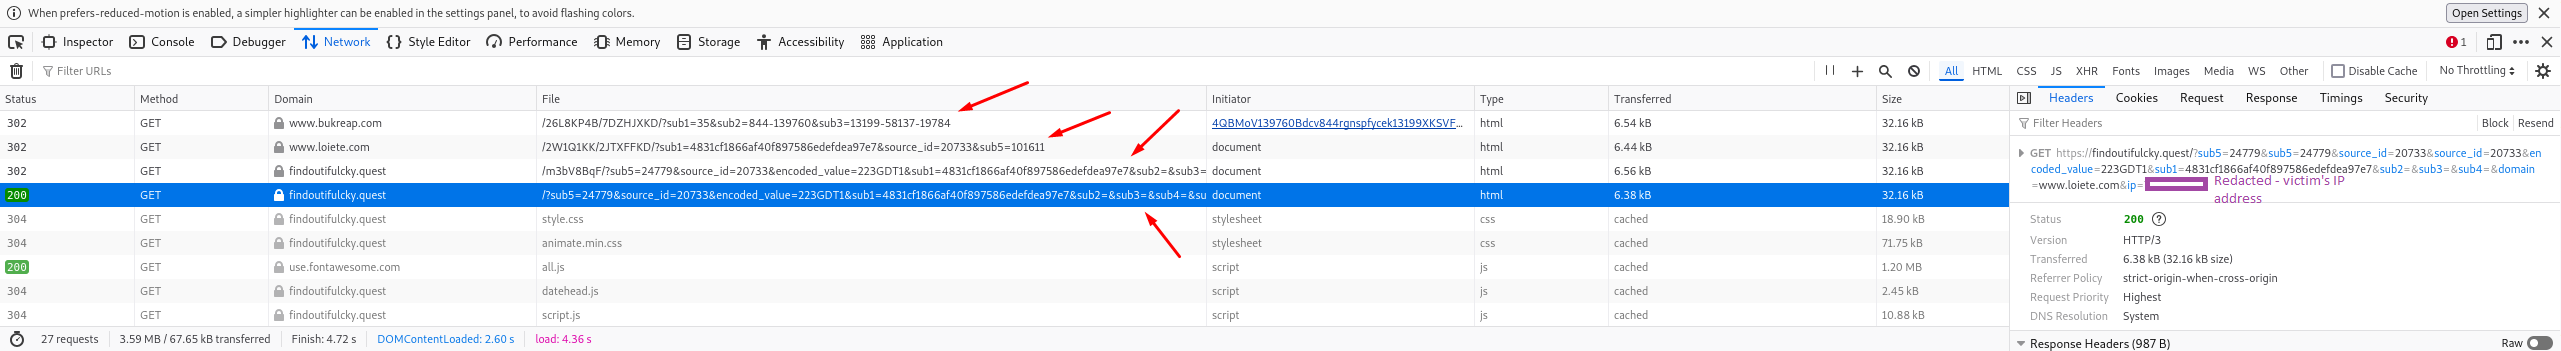 When prefers-reduced-motion is enabled, a simpler highlighter can be enabled in the settings panel, to avoid flashing colors. Open Settings
Inspector Console Debugger Network Style Editor Performance Memory Storage Accessibility Application 1
Filter URLs All HTML CSS JS XHR Fonts Images Media WS Other Disable Cache No Throttling
Status Method Domain File Initiator Type Transferred Size
302 GET www.bukreap.com /26L8KP4B/7DZHJXKD/?sub1=35&sub2=844-139760&sub3=13199-58137-19784 4QBMoV139760Bdcv844rgnspfycek13199XKSVF... html 6.54 kB 32.16 kB
302 GET www.loiete.com /2W1Q1KK/2JTXFFKD/?sub1=4831cf1866af40f897586edefdea97e7&source_id=20733&sub5=101611 document html 6.44 kB 32.16 kB
302 GET findoutifulcky.quest /m3bV8BqF/?sub5=24779&source_id=20733&encoded_value=223GDT1&sub1=4831cf1866af40f897586edefdea97e7&sub2=&sub3= document html 6.56 kB 32.16 kB
200 GET findoutifulcky.quest /?sub5=24779&source_id=20733&encoded_value=223GDT1&sub1=4831cf1866af40f897586edefdea97e7&sub2=&sub3=&sub4=&su document html 6.38 kB 32.16 kB
304 GET findoutifulcky.quest style.css stylesheet css cached 18.90 kB
304 GET findoutifulcky.quest animate.min.css stylesheet css cached 71.75 kB
200 GET use.fontawesome.com all.js script js cached 1.20 MB
304 GET findoutifulcky.quest datehead.js script js cached 2.45 kB
304 GET findoutifulcky.quest script.js script js cached 10.88 kB
27 requests 3.59 MB / 67.65 kB transferred Finish: 4.72 s DOMContentLoaded: 2.60 s load: 4.36 s
Headers Cookies Request Response Timings Security
Filter Headers Block Resend
GET https://findoutifulcky.quest/?sub5=24779&sub5=24779&source_id=20733&source_id=20733&en
coded_value=223GDT1&sub1=4831cf1866af40f897586edefdea97e7&sub2=&sub3=&sub4=&domain
=www.loiete.com&ip= Redacted - victim's IP
address
Status 200
Version HTTP/3
Transferred 6.38 kB (32.16 kB size)
Referrer Policy strict-origin-when-cross-origin
Request Priority Highest
DNS Resolution System
Response Headers (987 B) Raw